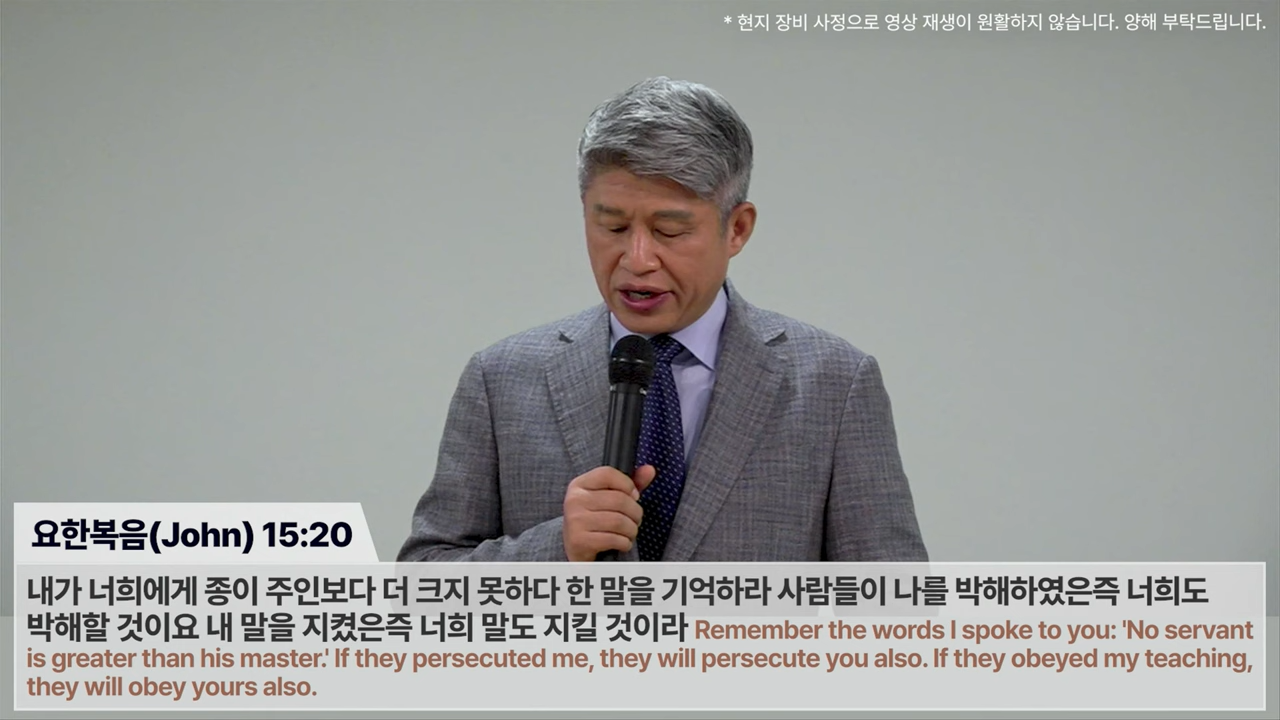 * 현지 장비 사정으로 영상 재생이 원활하지 않습니다. 양해 부탁드립니다.
요한복음(John) 15:20
내가 너희에게 종이 주인보다 더 크지 못하다 한 말을 기억하라 사람들이 나를 박해하였은즉 너희도
박해할 것이요 내 말을 지켰은즉 너희 말도 지킬 것이라 Remember the words I spoke to you: 'No servant
is greater than his master.' If they persecuted me, they will persecute you also. If they obeyed my teaching,
they will obey yours also.